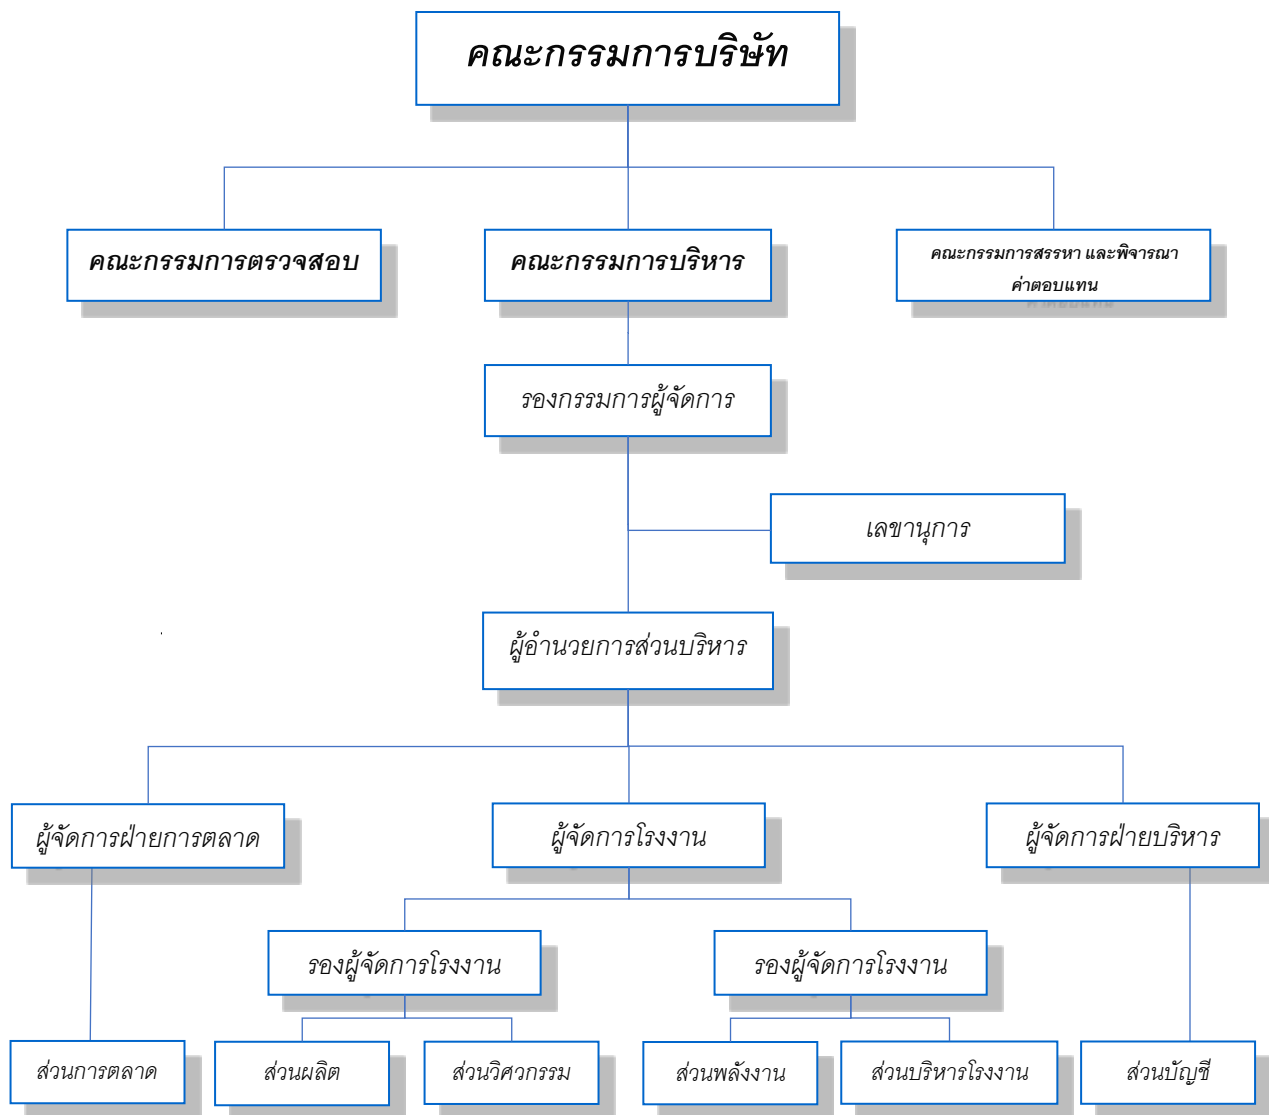 คณะกรรมการบริษัท
คณะกรรมการตรวจสอบ
คณะกรรมการบริหาร
คณะกรรมการสรรหา และพิจารณา
ค่าตอบแทน
รองกรรมการผู้จัดการ
เลขานุการ
ผู้อำนวยการส่วนบริหาร
ผู้จัดการฝ่ายการตลาด
ผู้จัดการโรงงาน
ผู้จัดการฝ่ายบริหาร
รองผู้จัดการโรงงาน
รองผู้จัดการโรงงาน
ส่วนการตลาด
ส่วนผลิต
ส่วนวิศวกรรม
ส่วนพลังงาน
ส่วนบริหารโรงงาน
ส่วนบัญชี